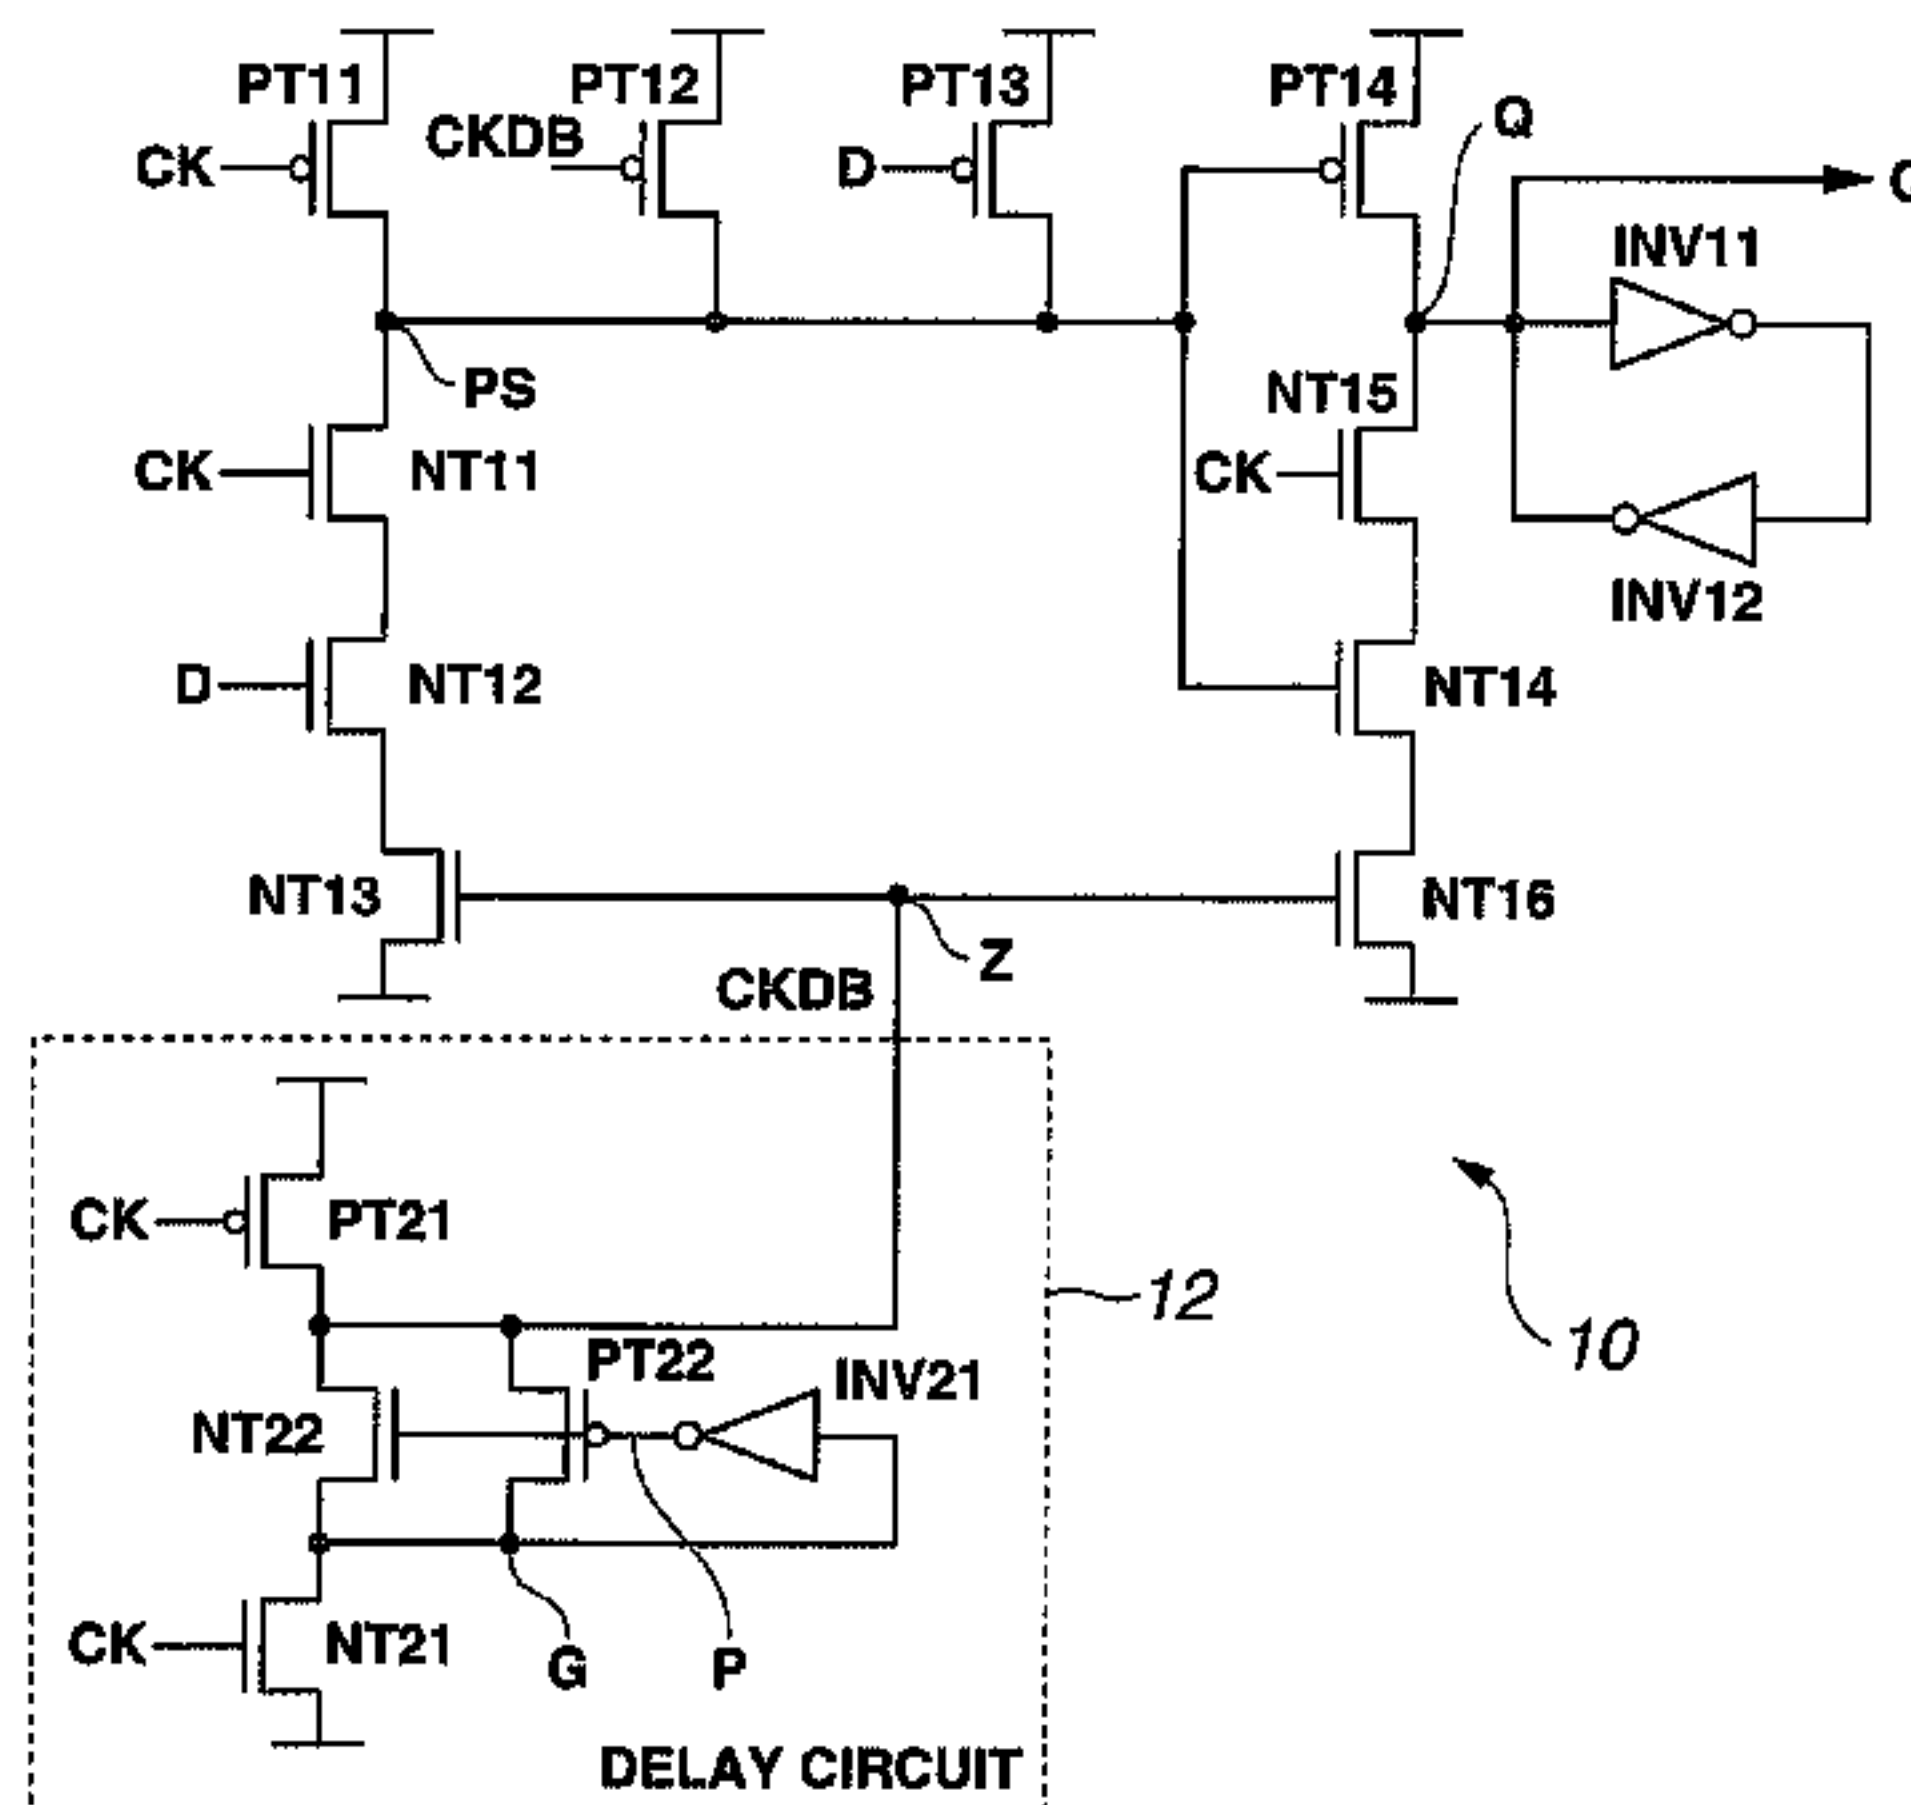 PT11
PT12
PT13
PT14
Q
CK
CKDB
D
INV11
PS
NT15
CK
NT11
CK
INV12
D
NT12
NT14
NT13
NT16
Z
CKDB
CK
PT21
12
10
PT22
INV21
NT22
CK
NT21
G
P
DELAY CIRCUIT